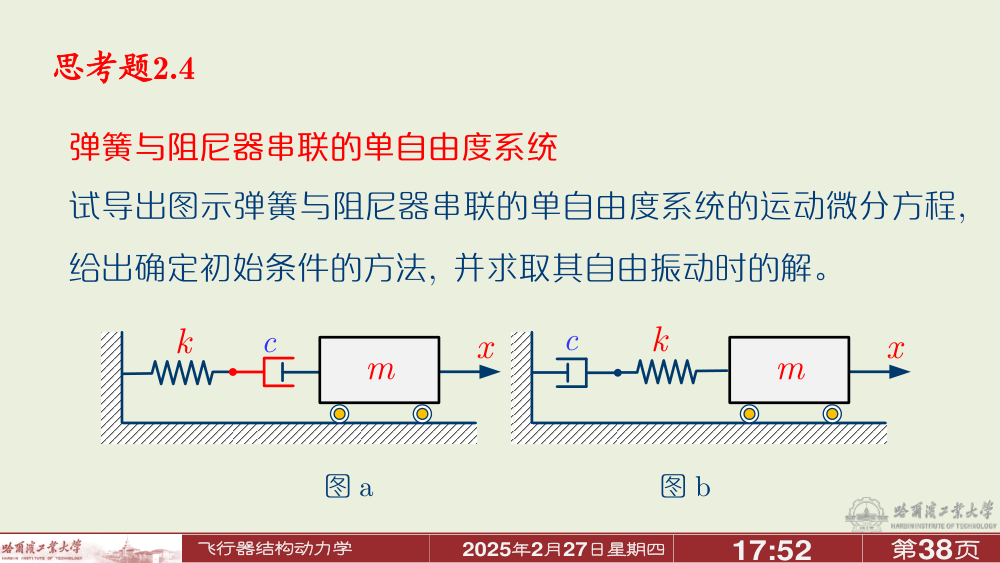 思考题2.4
弹簧与阻尼器串联的单自由度系统
试导出图示弹簧与阻尼器串联的单自由度系统的运动微分方程，
给出确定初始条件的方法，并求取其自由振动时的解。
k c m x
c k m x
图 a
图 b
哈尔滨工业大学
HARBIN INSTITUTE OF TECHNOLOGY
哈尔滨工业大学
HARBIN INSTITUTE OF TECHNOLOGY
飞行器结构动力学
2025年2月27日星期四
17:52
第38页